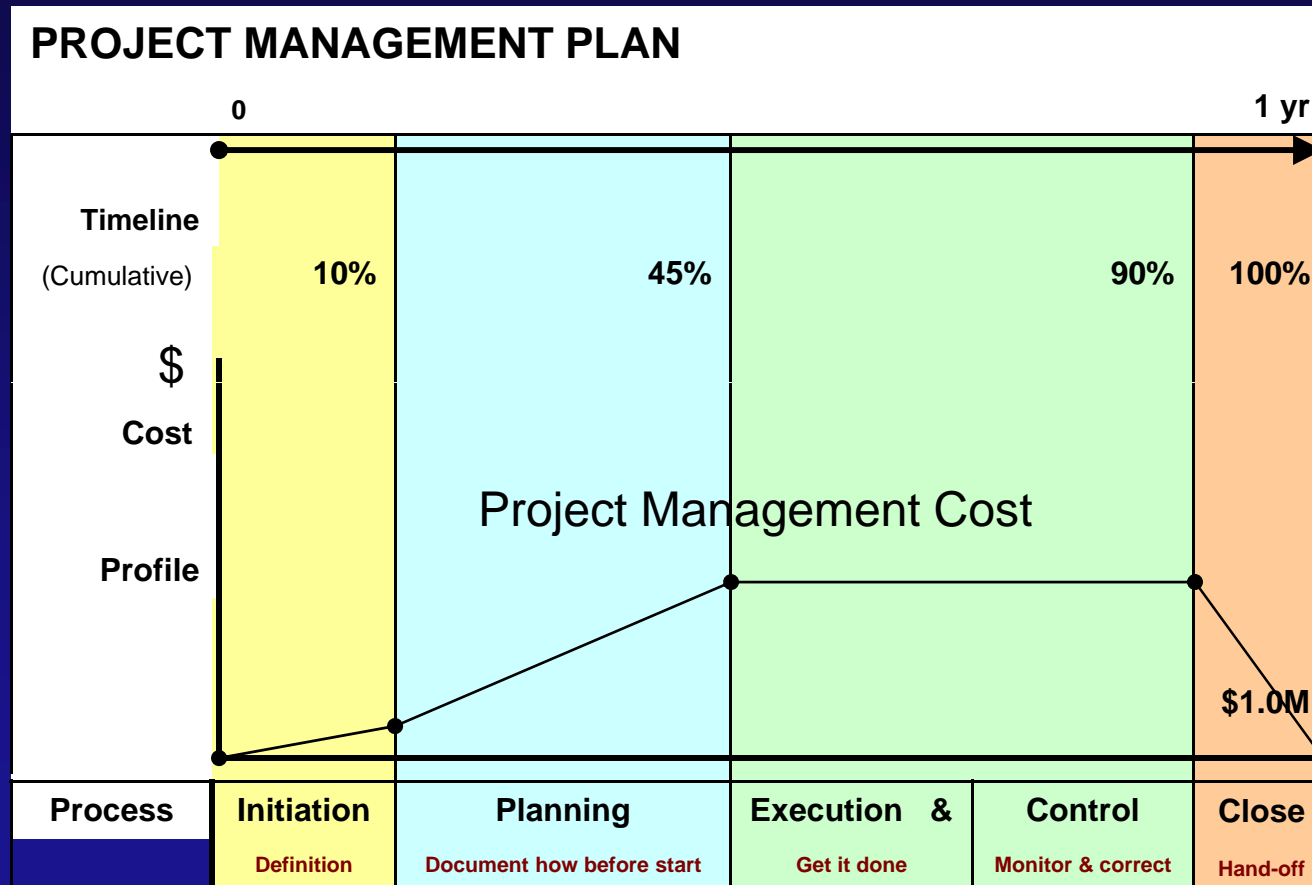 PROJECT MANAGEMENT PLAN
0 1 yr
Timeline
(Cumulative) 10% 45% 90% 100%
$
Cost
Project Management Cost
Profile
$1.0M
Process Initiation Planning Execution & Control Close
Definition Document how before start Get it done Monitor & correct Hand-off